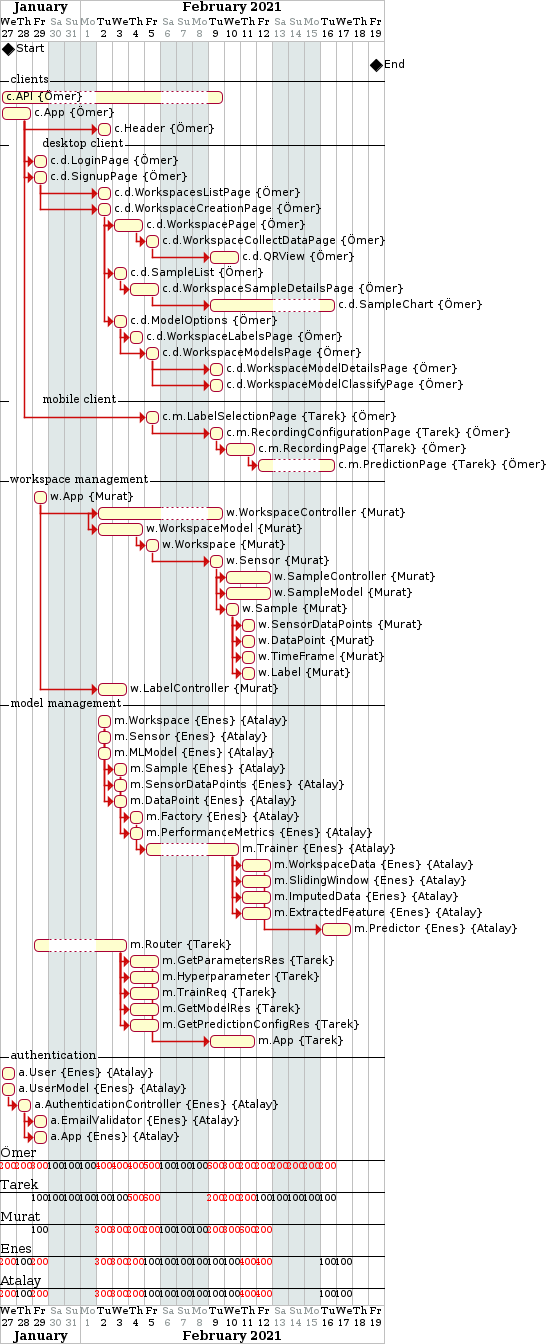 January February 2021
We Th Fr Sa Su Mo Tu We Th Fr Sa Su Mo Tu We Th Fr Sa Su Mo Tu We Th Fr
27 28 29 30 31 1 2 3 4 5 6 7 8 9 10 11 12 13 14 15 16 17 18 19
Start
End
clients
c.API {Ömer}
c.App {Ömer}
c.Header {Ömer}
desktop client
c.d.LoginPage {Ömer}
c.d.SignupPage {Ömer}
c.d.WorkspacesListPage {Ömer}
c.d.WorkspaceCreationPage {Ömer}
c.d.WorkspacePage {Ömer}
c.d.WorkspaceCollectDataPage {Ömer}
c.d.QRView {Ömer}
c.d.SampleList {Ömer}
c.d.WorkspaceSampleDetailsPage {Ömer}
c.d.SampleChart {Ömer}
c.d.ModelOptions {Ömer}
c.d.WorkspaceLabelsPage {Ömer}
c.d.WorkspaceModelsPage {Ömer}
c.d.WorkspaceModelDetailsPage {Ömer}
c.d.WorkspaceModelClassifyPage {Ömer}
mobile client
c.m.LabelSelectionPage {Tarek} {Ömer}
c.m.RecordingConfigurationPage {Tarek} {Ömer}
c.m.RecordingPage {Tarek} {Ömer}
c.m.PredictionPage {Tarek} {Ömer}
workspace management
w.App {Murat}
w.WorkspaceController {Murat}
w.WorkspaceModel {Murat}
w.Workspace {Murat}
w.Sensor {Murat}
w.SampleController {Murat}
w.SampleModel {Murat}
w.Sample {Murat}
w.SensorDataPoints {Murat}
w.DataPoint {Murat}
w.TimeFrame {Murat}
w.Label {Murat}
w.LabelController {Murat}
model management
m.Workspace {Enes} {Atalay}
m.Sensor {Enes} {Atalay}
m.MLModel {Enes} {Atalay}
m.Sample {Enes} {Atalay}
m.SensorDataPoints {Enes} {Atalay}
m.DataPoint {Enes} {Atalay}
m.Factory {Enes} {Atalay}
m.PerformanceMetrics {Enes} {Atalay}
m.Trainer {Enes} {Atalay}
m.WorkspaceData {Enes} {Atalay}
m.SlidingWindow {Enes} {Atalay}
m.ImputedData {Enes} {Atalay}
m.ExtractedFeature {Enes} {Atalay}
m.Predictor {Enes} {Atalay}
m.Router {Tarek}
m.GetParametersRes {Tarek}
m.Hyperparameter {Tarek}
m.TrainReq {Tarek}
m.GetModelRes {Tarek}
m.GetPredictionConfigRes {Tarek}
m.App {Tarek}
authentication
a.User {Enes} {Atalay}
a.UserModel {Enes} {Atalay}
a.AuthenticationController {Enes} {Atalay}
a.EmailValidator {Enes} {Atalay}
a.App {Enes} {Atalay}
Ömer
200 200 300 100 100 100 400 400 400 500 100 100 100 600 300 200 200 200 200 200 200
Tarek
100 100 100 100 100 100 500 600 200 200 200 100 100 100 100 100
Murat
100 300 300 200 200 100 100 100 200 300 600 200
Enes
200 100 200 300 300 200 100 100 100 100 100 100 400 400 100 100
Atalay
200 100 200 300 300 200 100 100 100 100 100 100 400 400 100 100
We Th Fr Sa Su Mo Tu We Th Fr Sa Su Mo Tu We Th Fr Sa Su Mo Tu We Th Fr
27 28 29 30 31 1 2 3 4 5 6 7 8 9 10 11 12 13 14 15 16 17 18 19
January February 2021